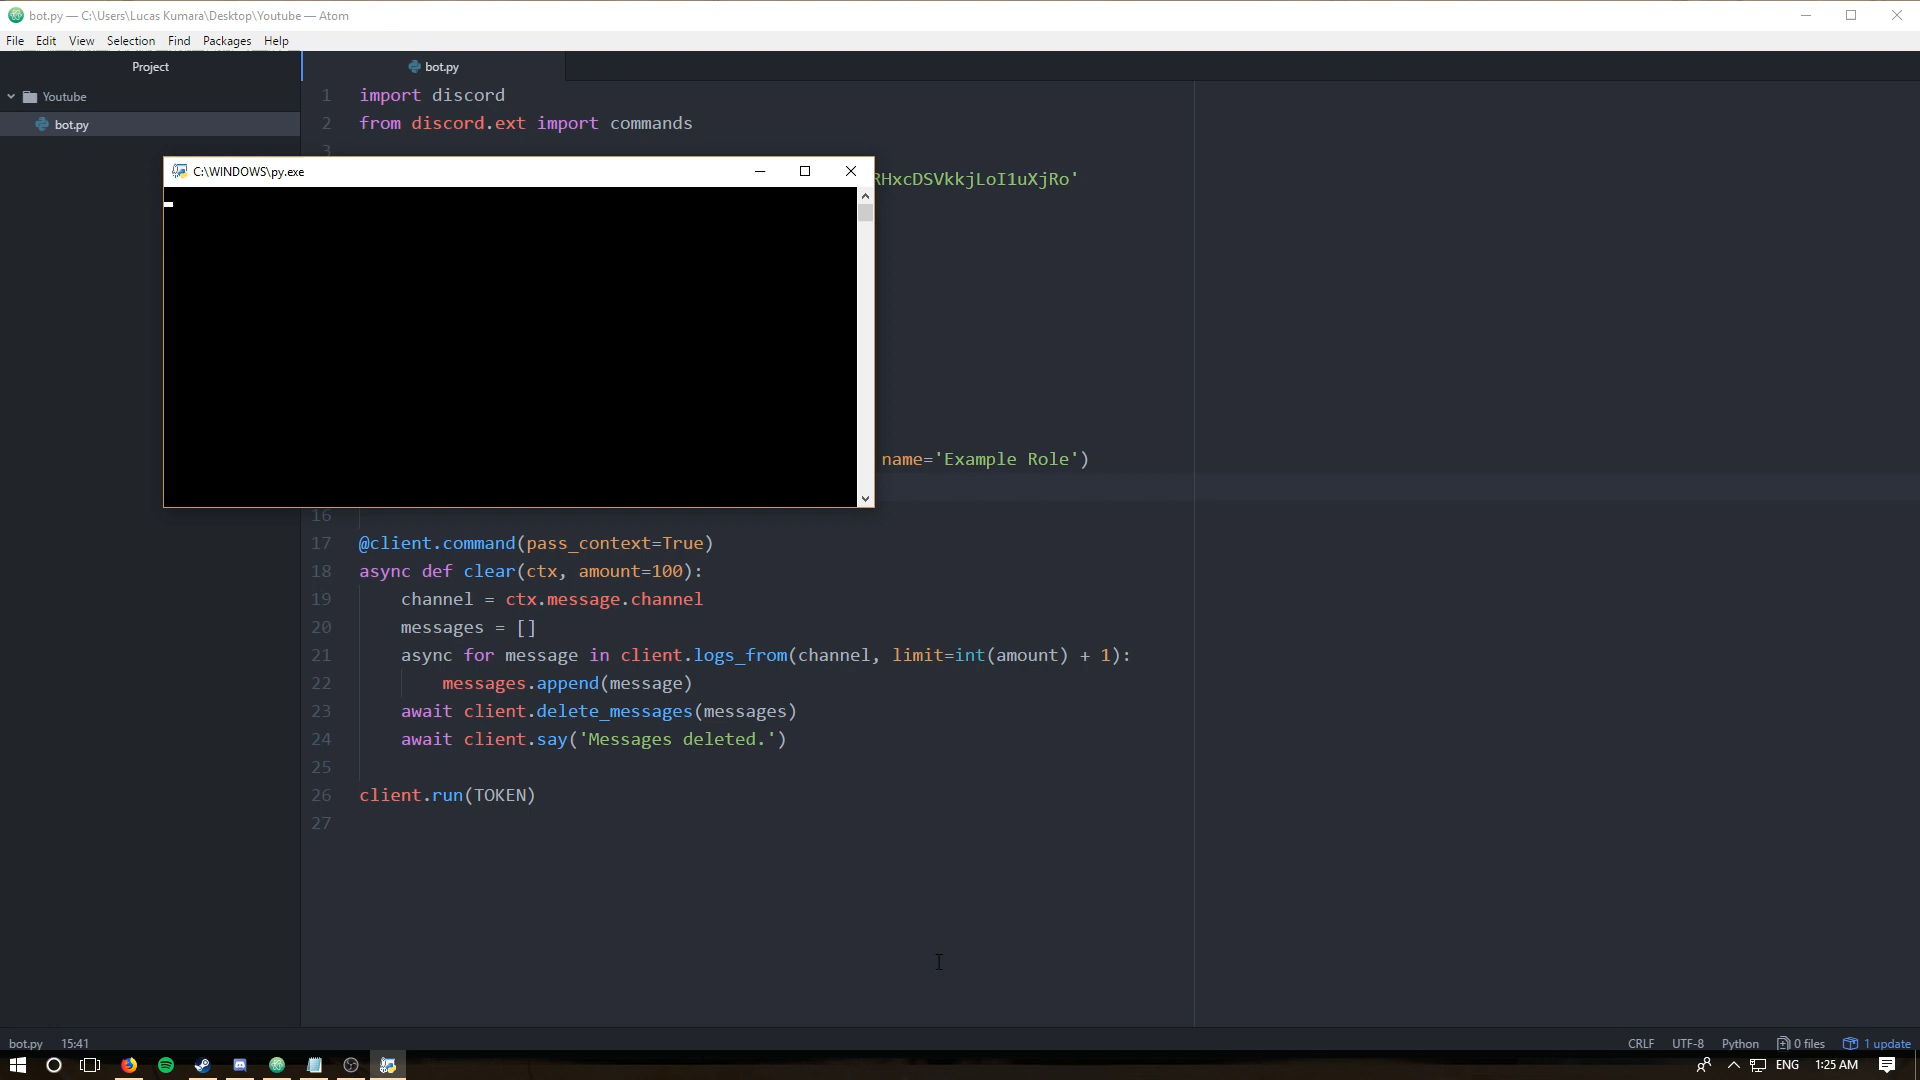 bot.py — C:\Users\Lucas Kumara\Desktop\Youtube — Atom
File Edit View Selection Find Packages Help
Project
bot.py
Youtube
bot.py
1 import discord
2 from discord.ext import commands
3
C:\WINDOWS\py.exe
RHxcDSVkkjLoI1uXjRo'
name='Example Role')
16
17 @client.command(pass_context=True)
18 async def clear(ctx, amount=100):
19 channel = ctx.message.channel
20 messages = []
21 async for message in client.logs_from(channel, limit=int(amount) + 1):
22 messages.append(message)
23 await client.delete_messages(messages)
24 await client.say('Messages deleted.')
25
26 client.run(TOKEN)
27
bot.py 15:41
CRLF UTF-8 Python 0 files 1 update
ENG 1:25 AM